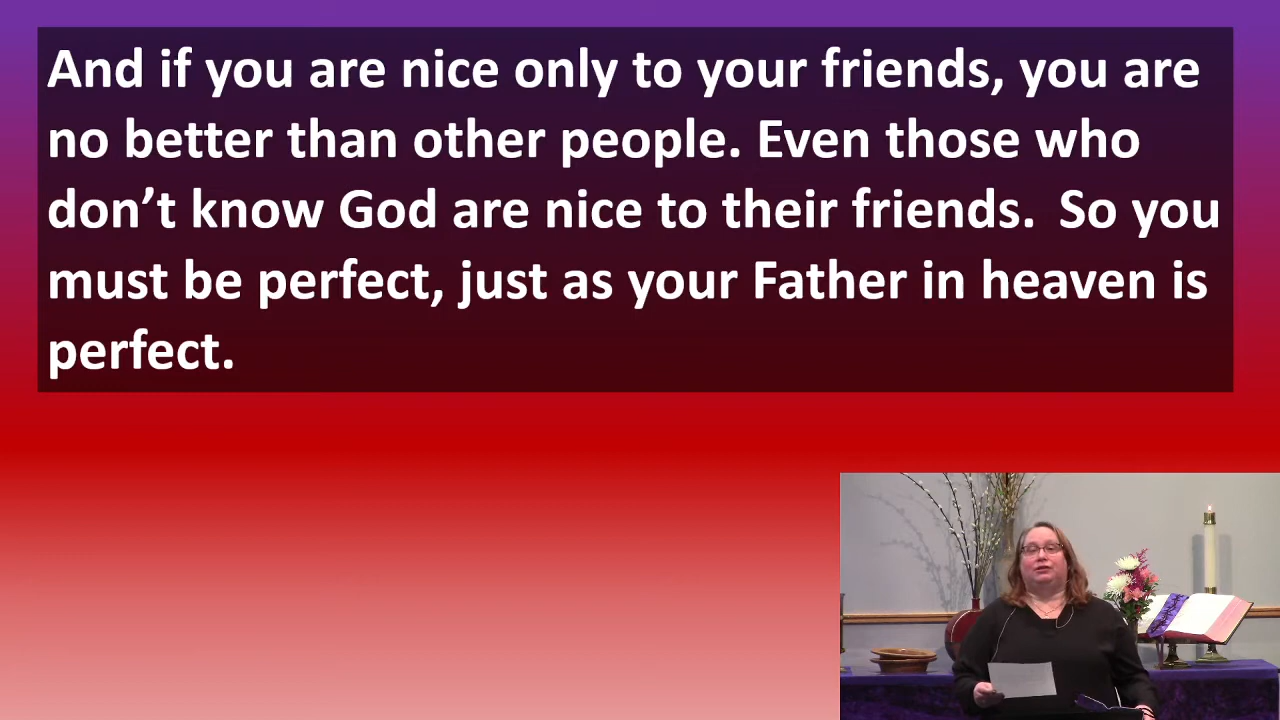 And if you are nice only to your friends, you are
no better than other people. Even those who
don’t know God are nice to their friends.  So you
must be perfect, just as your Father in heaven is
perfect.